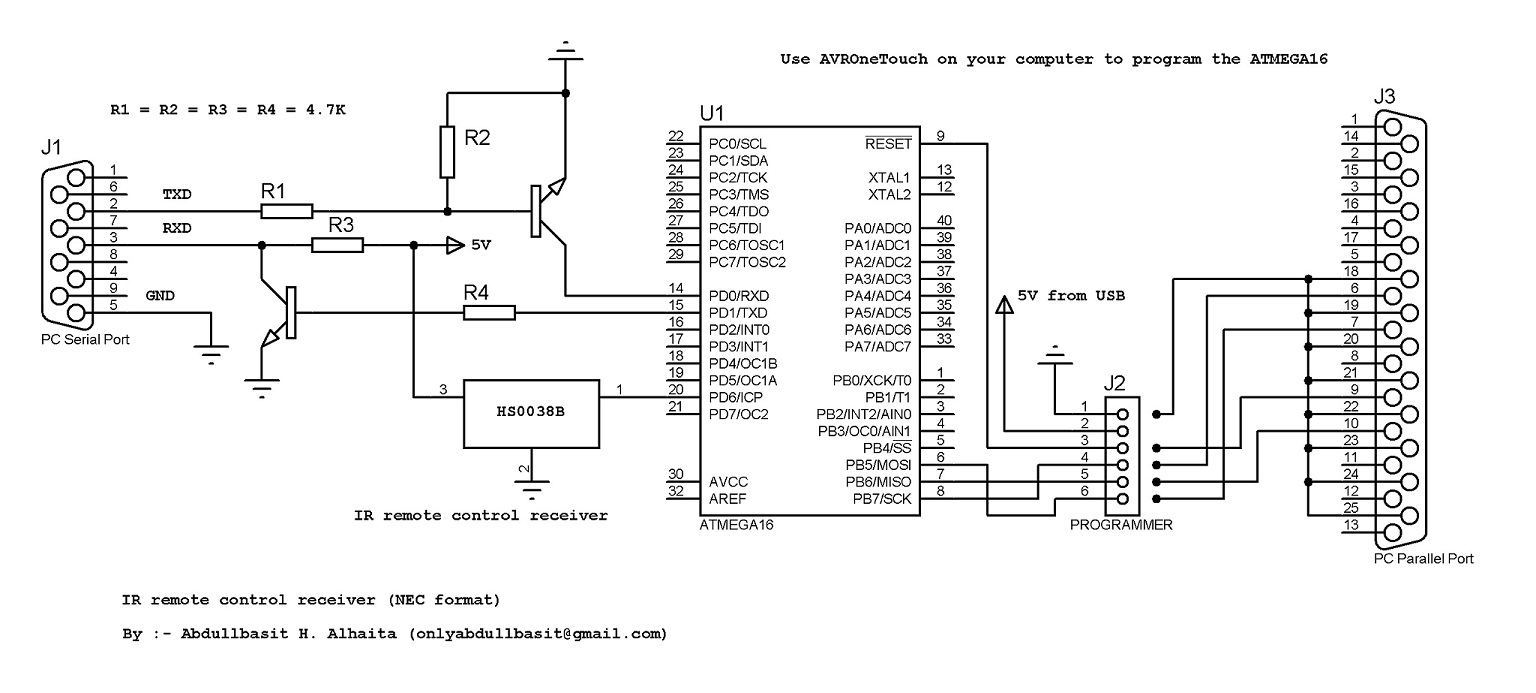 Use AVROneTouch on your computer to program the ATMEGA16
R1 = R2 = R3 = R4 = 4.7K
J1
1
6
2
7
3
8
4
9
5
TXD
RXD
GND
PC Serial Port
R1
R2
R3
5V
R4
3
HS0038B
1
2
IR remote control receiver
U1
22 PC0/SCL
23 PC1/SDA
24 PC2/TCK
25 PC3/TMS
26 PC4/TDO
27 PC5/TDI
28 PC6/TOSC1
29 PC7/TOSC2
14 PD0/RXD
15 PD1/TXD
16 PD2/INT0
17 PD3/INT1
18 PD4/OC1B
19 PD5/OC1A
20 PD6/ICP
21 PD7/OC2
30 AVCC
32 AREF
RESET 9
XTAL1 13
XTAL2 12
PA0/ADC0 40
PA1/ADC1 39
PA2/ADC2 38
PA3/ADC3 37
PA4/ADC4 36
PA5/ADC5 35
PA6/ADC6 34
PA7/ADC7 33
PB0/XCK/T0 1
PB1/T1 2
PB2/INT2/AIN0 3
PB3/OC0/AIN1 4
PB4/SS 5
PB5/MOSI 6
PB6/MISO 7
PB7/SCK 8
ATMEGA16
5V from USB
J2
1
2
3
4
5
6
PROGRAMMER
J3
1
14
2
15
3
16
4
17
5
18
6
19
7
20
8
21
9
22
10
23
11
24
12
25
13
PC Parallel Port
IR remote control receiver (NEC format)
By :- Abdullbasit H. Alhaita (onlyabdullbasit@gmail.com)